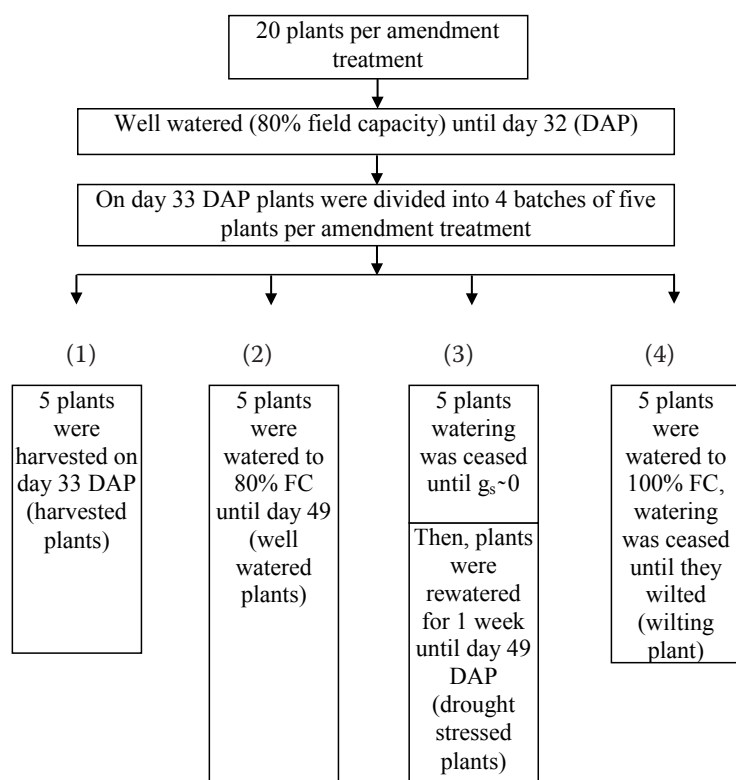 20 plants per amendment
treatment
Well watered (80% field capacity) until day 32 (DAP)
On day 33 DAP plants were divided into 4 batches of five
plants per amendment treatment
(1)
(2)
(3)
(4)
5 plants
were
harvested on
day 33 DAP
(harvested
plants)
5 plants
were
watered to
80% FC
until day 49
(well
watered
plants)
5 plants
watering
was ceased
until gs~0
Then, plants
were
rewatered
for 1 week
until day 49
DAP
(drought
stressed
plants)
5 plants
were
watered to
100% FC,
watering
was ceased
until they
wilted
(wilting
plant)